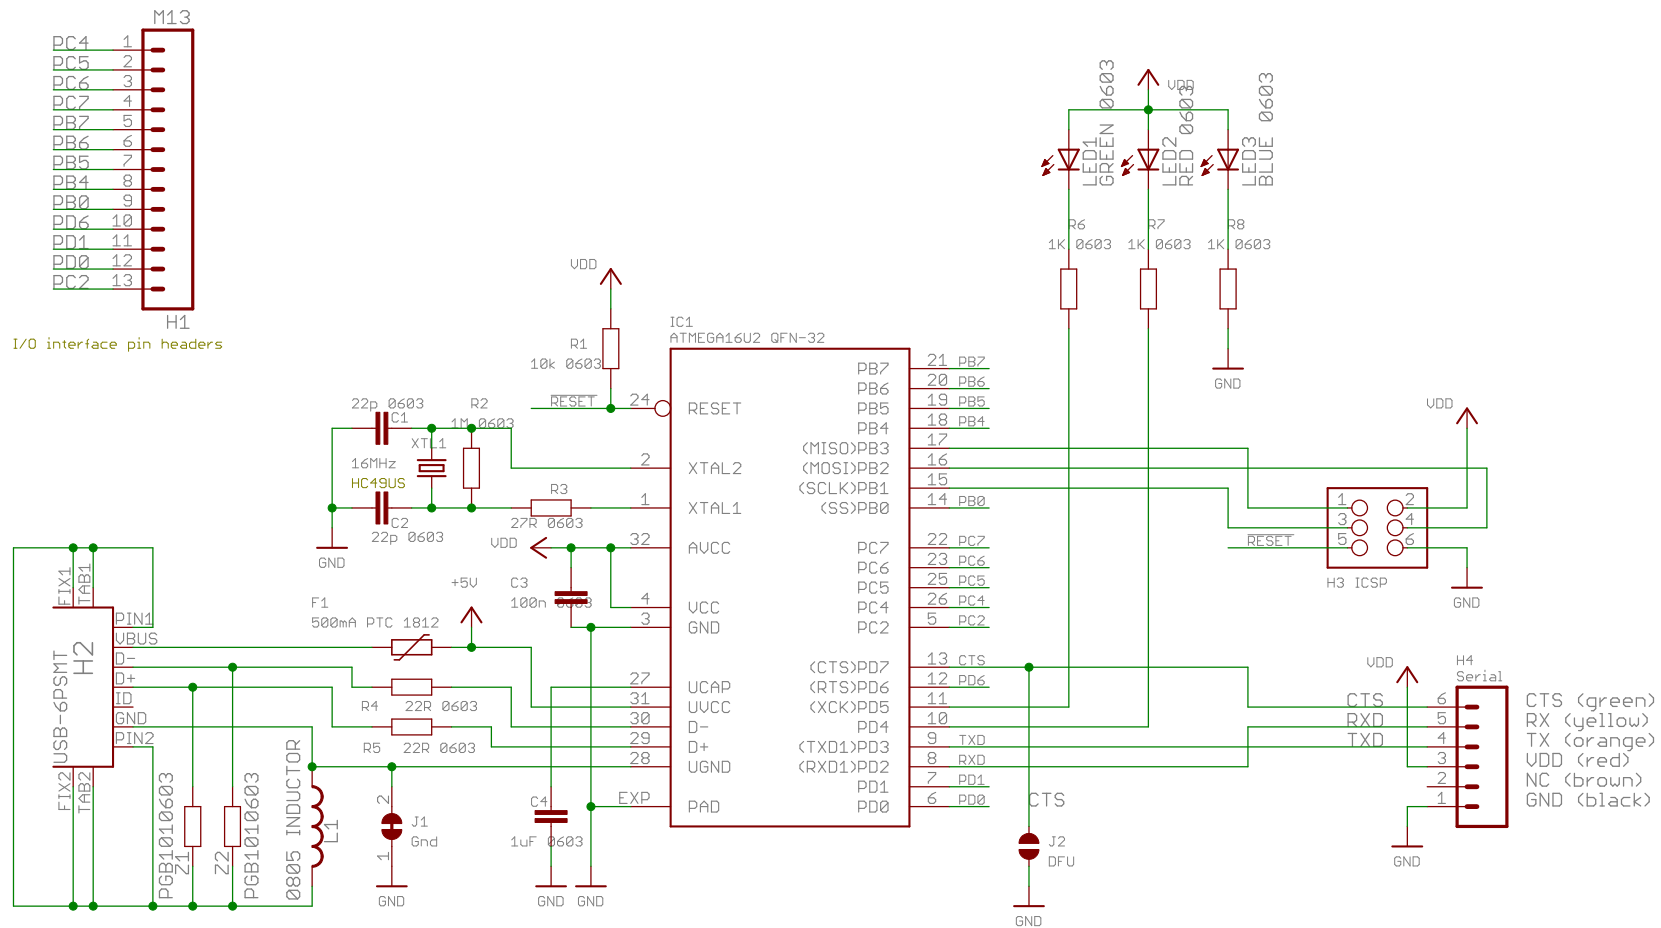 M13
PC4 1
PC5 2
PC6 3
PC7 4
PB7 5
PB6 6
PB5 7
PB4 8
PB0 9
PD6 10
PD1 11
PD0 12
PC2 13
H1
I/O interface pin headers
VDD
LED1
GREEN 0603
LED2
RED 0603
LED3
BLUE 0603
R6
1K 0603
R7
1K 0603
R8
1K 0603
GND
VDD
R1
10k 0603
RESET
IC1
ATMEGA16U2 QFN-32
24 RESET
2 XTAL2
1 XTAL1
32 AVCC
4 VCC
3 GND
27 UCAP
31 UVCC
30 D-
29 D+
28 UGND
EXP PAD
PB7 21 PB7
PB6 20 PB6
PB5 19 PB5
PB4 18 PB4
(MISO)PB3 17
(MOSI)PB2 16
(SCLK)PB1 15
(SS)PB0 14 PB0
PC7 22 PC7
PC6 23 PC6
PC5 25 PC5
PC4 26 PC4
PC2 5 PC2
(CTS)PD7 13 CTS
(RTS)PD6 12 PD6
(XCK)PD5 11
PD4 10
(TXD1)PD3 9 TXD
(RXD1)PD2 8 RXD
PD1 7 PD1
PD0 6 PD0
22p 0603
C1
R2
1M 0603
XTL1
16MHz
HC49US
C2
22p 0603
R3
27R 0603
GND
VDD
C3
100n 0603
+5V
F1
500mA PTC 1812
R4 22R 0603
R5 22R 0603
FIX1
TAB1
PIN1
VBUS
D-
D+
ID
GND
PIN2
USB-6PSMT
H2
FIX2
TAB2
PGB1010603
Z1
Z2
PGB1010603
0805 INDUCTOR
L1
2
J1
Gnd
1
GND
C4
1uF 0603
GND
GND
CTS
J2
DFU
GND
VDD
1 2
3 4
RESET 5 6
H3 ICSP
GND
VDD
H4
Serial
CTS 6 CTS (green)
RXD 5 RX (yellow)
TXD 4 TX (orange)
3 VDD (red)
2 NC (brown)
1 GND (black)
GND